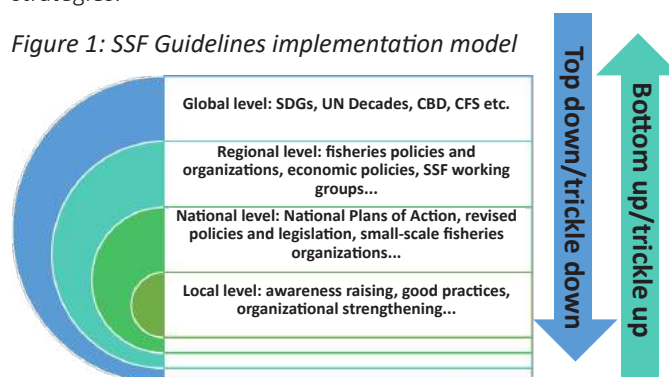 strategies.
Figure 1: SSF Guidelines implementation model
Global level: SDGs, UN Decades, CBD, CFS etc.
Regional level: fisheries policies and
organizations, economic policies, SSF working
groups...
National level: National Plans of Action, revised
policies and legislation, small-scale fisheries
organizations...
Local level: awareness raising, good practices,
organizational strengthening...
Top down/trickle down
Bottom up/trickle up